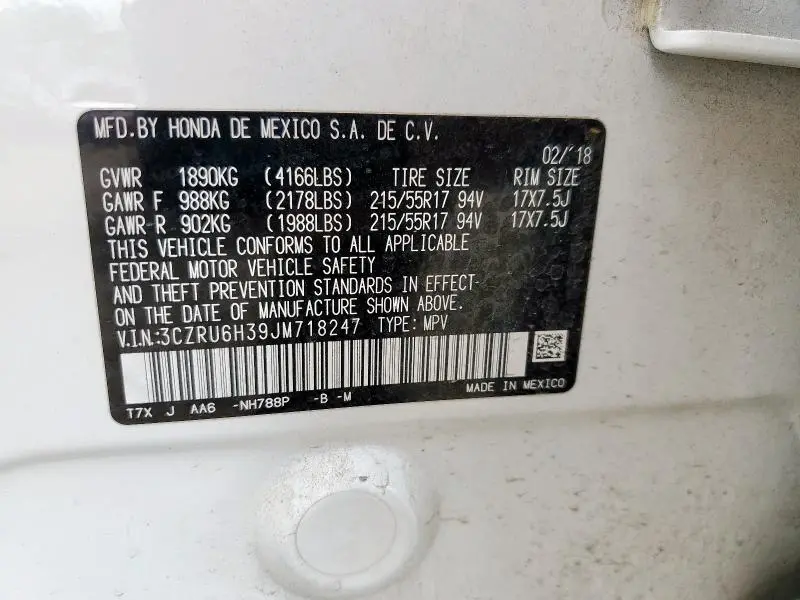 MFD.BY HONDA DE MEXICO S.A. DE C.V.
02/'18
GVWR 1890KG (4166LBS) TIRE SIZE RIM SIZE
GAWR F 988KG (2178LBS) 215/55R17 94V 17X7.5J
GAWR-R 902KG (1988LBS) 215/55R17 94V 17X7.5J
THIS VEHICLE CONFORMS TO ALL APPLICABLE
FEDERAL MOTOR VEHICLE SAFETY
AND THEFT PREVENTION STANDARDS IN EFFECT
ON THE DATE OF MANUFACTURE SHOWN ABOVE.
V.I.N.:3CZRU6H39JM718247 TYPE: MPV
MADE IN MEXICO
T7X J AA6 -NH788P -B -M